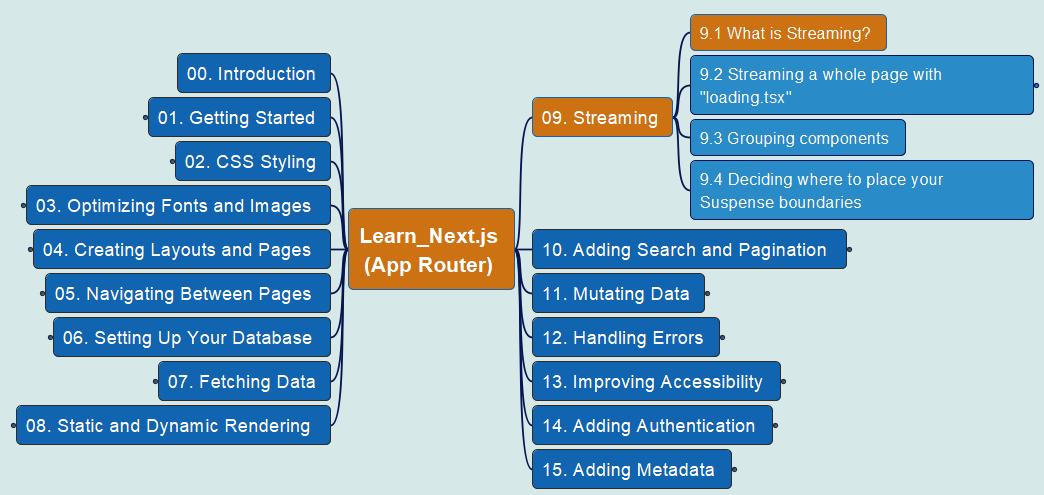 Learn_Next.js
(App Router)
00. Introduction
01. Getting Started
02. CSS Styling
03. Optimizing Fonts and Images
04. Creating Layouts and Pages
05. Navigating Between Pages
06. Setting Up Your Database
07. Fetching Data
08. Static and Dynamic Rendering
09. Streaming
9.1 What is Streaming?
9.2 Streaming a whole page with
"loading.tsx"
9.3 Grouping components
9.4 Deciding where to place your
Suspense boundaries
10. Adding Search and Pagination
11. Mutating Data
12. Handling Errors
13. Improving Accessibility
14. Adding Authentication
15. Adding Metadata